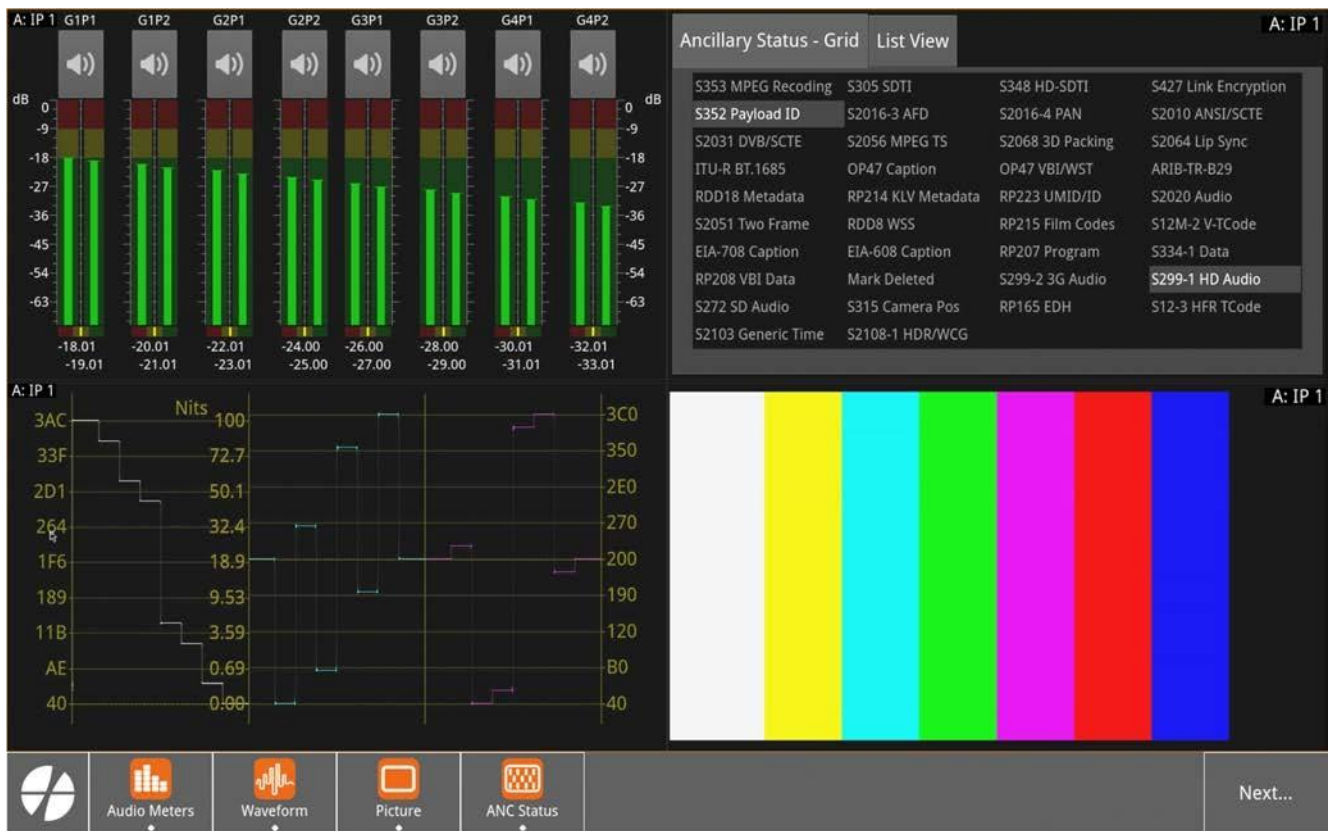 A: IP 1 G1P1 G1P2 G2P1 G2P2 G3P1 G3P2 G4P1 G4P2
dB dB
0 0
-9 -9
-18 -18
-27 -27
-36 -36
-45 -45
-54 -54
-63 -63
-18.01 -20.01 -22.01 -24.00 -26.00 -28.00 -30.01 -32.01
-19.01 -21.01 -23.01 -25.00 -27.00 -29.00 -31.01 -33.01
A: IP 1
Ancillary Status - Grid List View
S353 MPEG Recoding S305 SDTI S348 HD-SDTI S427 Link Encryption
S352 Payload ID S2016-3 AFD S2016-4 PAN S2010 ANSI/SCTE
S2031 DVB/SCTE S2056 MPEG TS S2068 3D Packing S2064 Lip Sync
ITU-R BT.1685 OP47 Caption OP47 VBI/WST ARIB-TR-B29
RDD18 Metadata RP214 KLV Metadata RP223 UMID/ID S2020 Audio
S2051 Two Frame RDD8 WSS RP215 Film Codes S12M-2 V-TCode
EIA-708 Caption EIA-608 Caption RP207 Program S334-1 Data
RP208 VBI Data Mark Deleted S299-2 3G Audio S299-1 HD Audio
S272 SD Audio S315 Camera Pos RP165 EDH S12-3 HFR TCode
S2103 Generic Time S2108-1 HDR/WCG
A: IP 1
Nits
3AC 100 3C0
33F 72.7 350
2D1 50.1 2E0
264 32.4 270
1F6 18.9 200
189 9.53 190
11B 3.59 120
AE 0.69 B0
40 0.00 40
A: IP 1
Audio Meters Waveform Picture ANC Status Next...